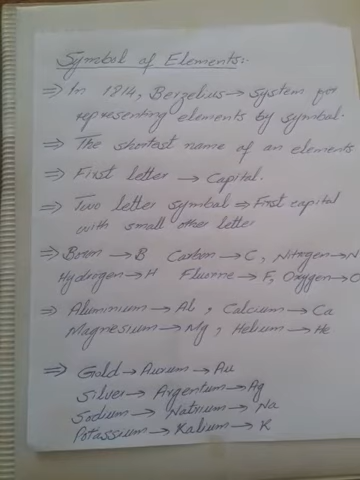 Symbol of Elements:-
⇒ In 1814, Berzelius → System for
representing elements by symbol.
⇒ The shortest name of an elements
⇒ First letter → Capital.
⇒ Two letter symbol ⇒ First capital
with small other letter
⇒ Boron → B Carbon → C, Nitrogen → N
Hydrogen → H Fluorine → F, Oxygen → O
⇒ Aluminium → Al, Calcium → Ca
Magnesium → Mg, Helium → He
⇒ Gold → Aurum → Au
Silver → Argentum → Ag
Sodium → Natrium → Na
Potassium → Kalium → K